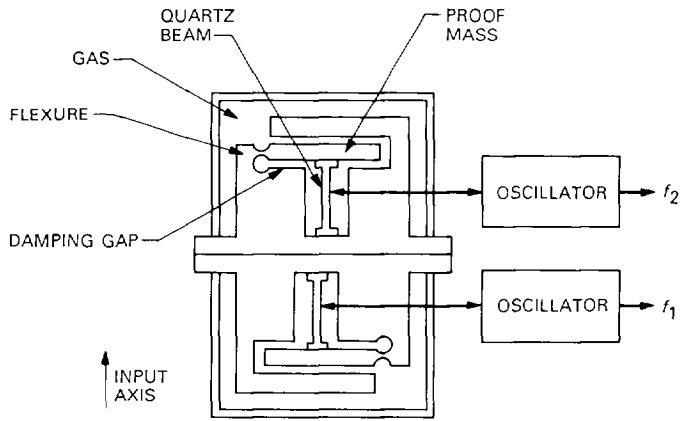 QUARTZ
BEAM
PROOF
MASS
GAS
FLEXURE
DAMPING GAP
OSCILLATOR
f2
OSCILLATOR
f1
INPUT
AXIS